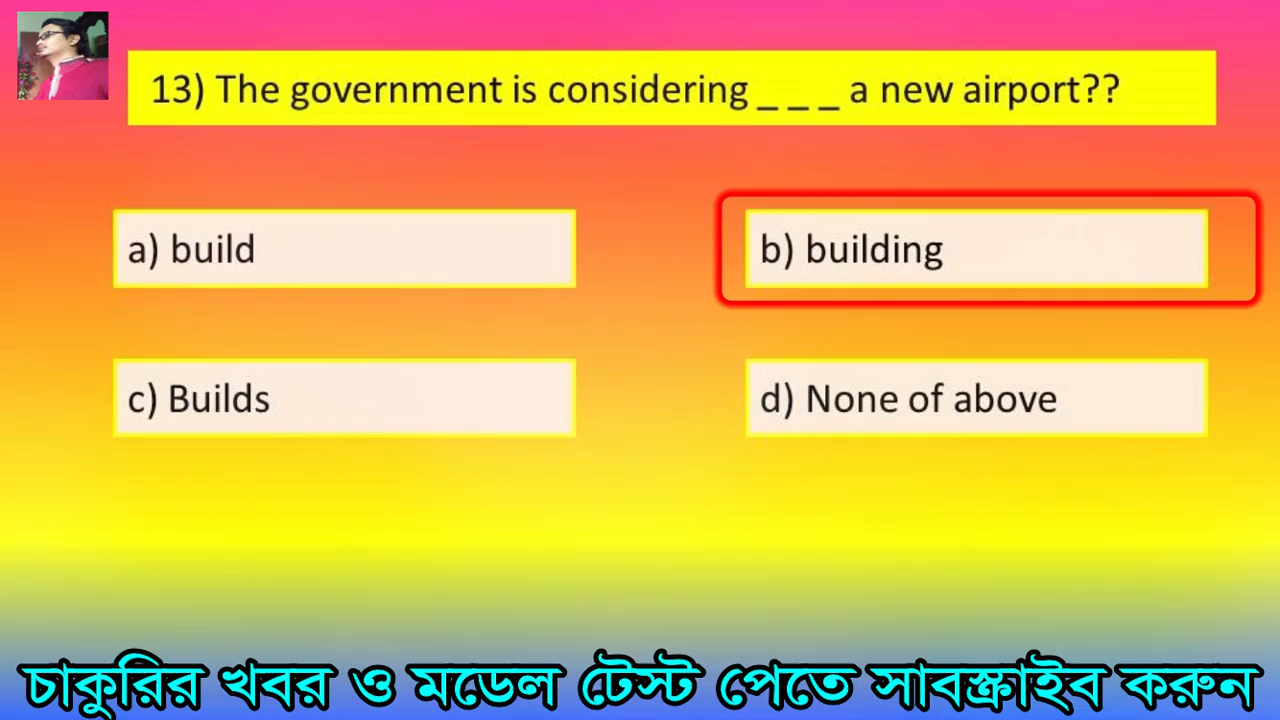 13) The government is considering _ _ _ a new airport??
a) build
b) building
c) Builds
d) None of above
চাকুরির খবর ও মডেল টেস্ট পেতে সাবস্ক্রাইব করুন